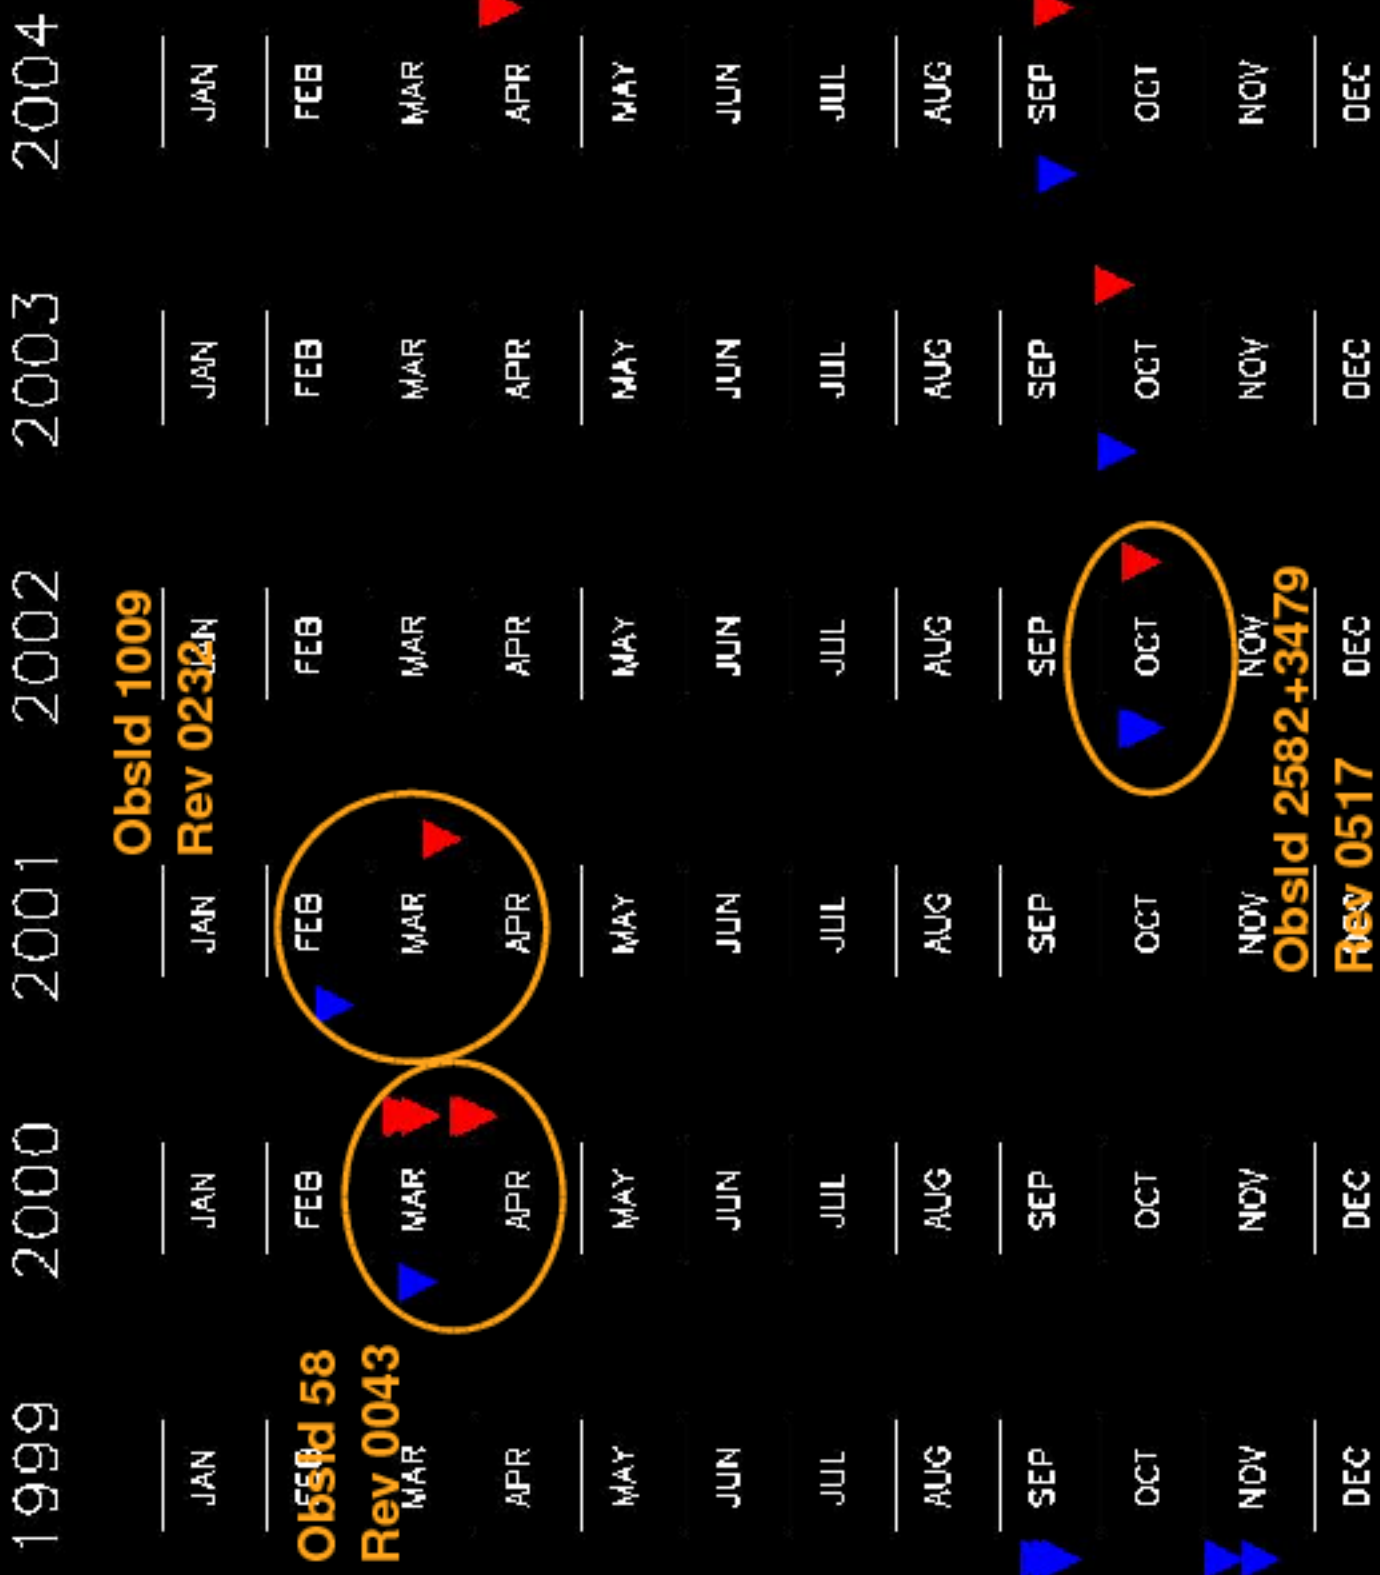 1999 2000 2001 2002 2003 2004
ObsId 1009
Rev 0232
JAN JAN JAN JAN JAN JAN
FEB FEB FEB FEB FEB FEB
ObsId 58
Rev 0043
MAR MAR MAR MAR MAR MAR
APR APR APR APR APR APR
MAY MAY MAY MAY MAY MAY
JUN JUN JUN JUN JUN JUN
JUL JUL JUL JUL JUL JUL
AUG AUG AUG AUG AUG AUG
SEP SEP SEP SEP SEP SEP
OCT OCT OCT OCT OCT
NOV NOV NOV NOV NOV NOV
ObsId 2582+3479
Rev 0517
DEC DEC DEC DEC DEC DEC